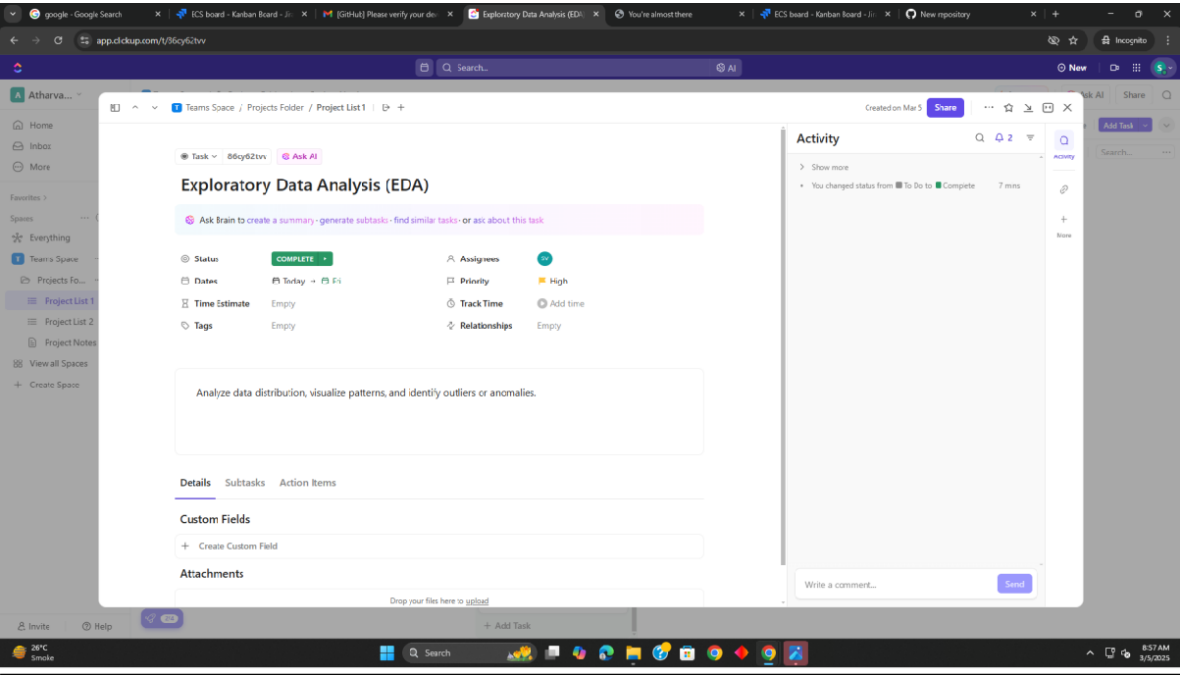 google - Google Search
ECS board - Kanban Board - Ji
[GitHub] Please verify your de
Exploratory Data Analysis (EDA
You're almost there
ECS board - Kanban Board - Ji
New repository
app.clickup.com/t/86cy62tvv
Incognito
Search...
AI
New
S
A Atharva...
Ask AI
Share
Home
Inbox
More
Favorites
Spaces
Everything
T Teams Space
Projects Fo...
Project List 1
Project List 2
Project Notes
View all Spaces
Create Space
Invite
Help
2/4
Add Task
Search...
+ Add Task
T Teams Space / Projects Folder / Project List 1
Created on Mar 5
Share
Task
86cy62tvv
Ask AI
Exploratory Data Analysis (EDA)
Ask Brain to create a summary · generate subtasks · find similar tasks · or ask about this task
Status
COMPLETE
Assignees
SV
Dates
Today → Fri
Priority
High
Time Estimate
Empty
Track Time
Add time
Tags
Empty
Relationships
Empty
Analyze data distribution, visualize patterns, and identify outliers or anomalies.
Details
Subtasks
Action Items
Custom Fields
+ Create Custom Field
Attachments
Drop your files here to upload
Activity
2
Show more
You changed status from To Do to Complete
7 mins
Write a comment...
Send
Activity
More
26°C
Smoke
Search
8:57 AM
3/5/2025